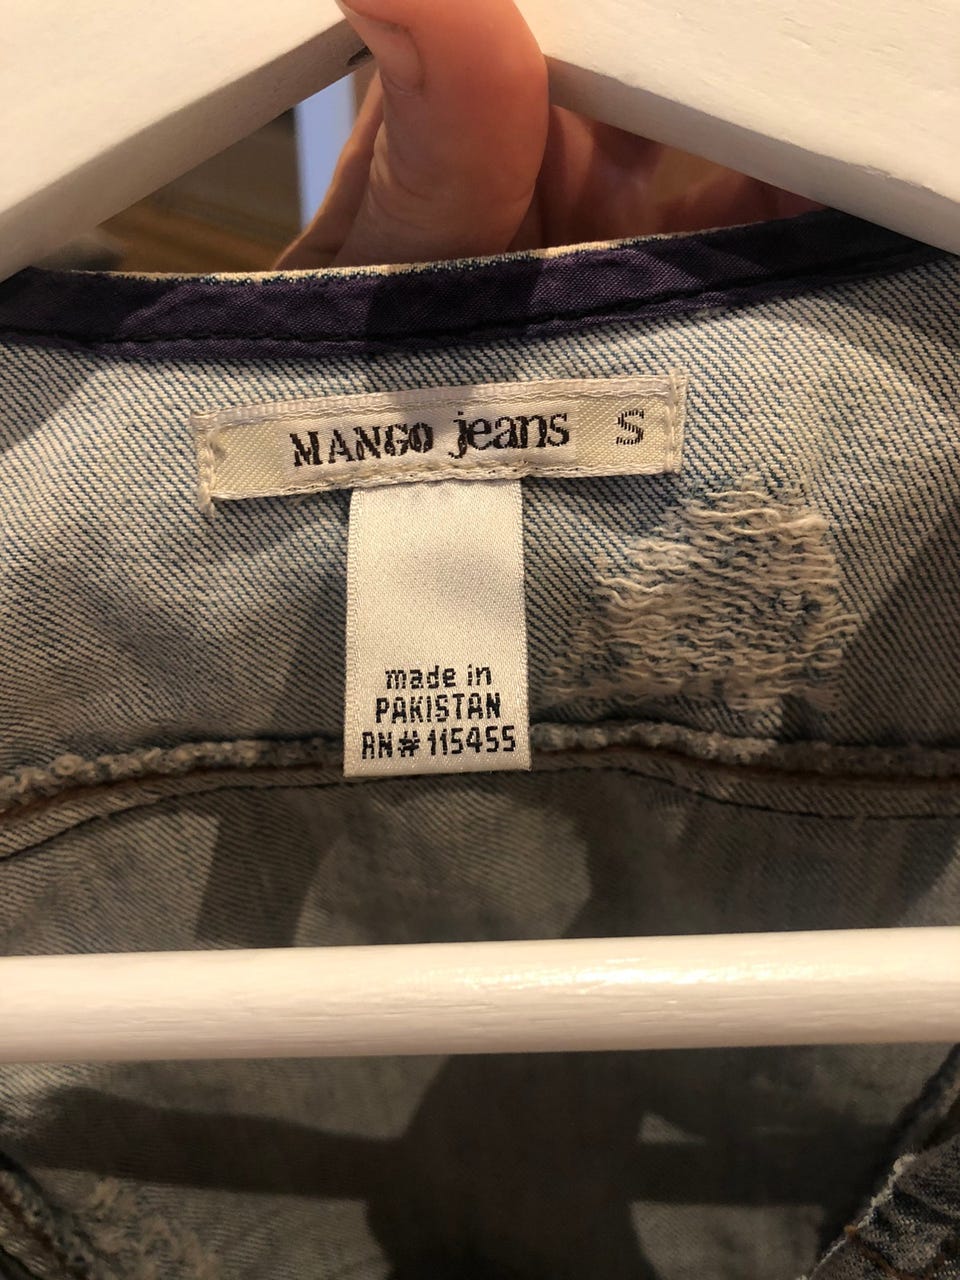 MANGO jeans S
made in
PAKISTAN
RN# 115455